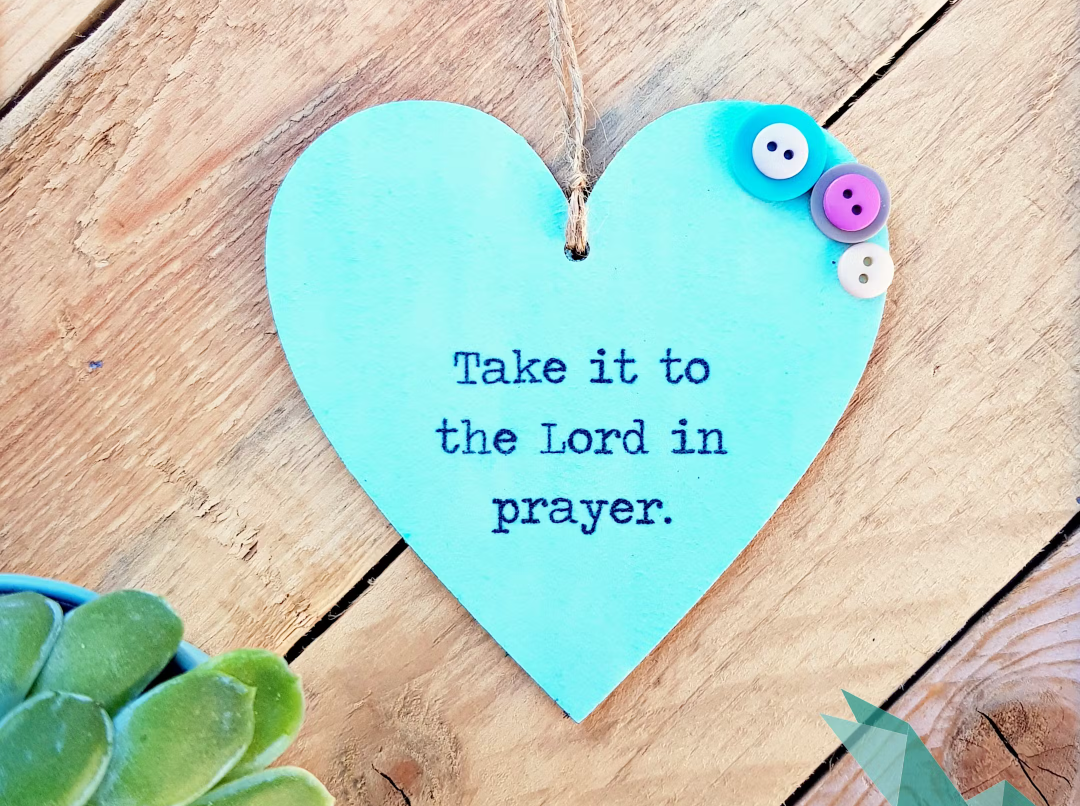 Take it to
the Lord in
prayer.